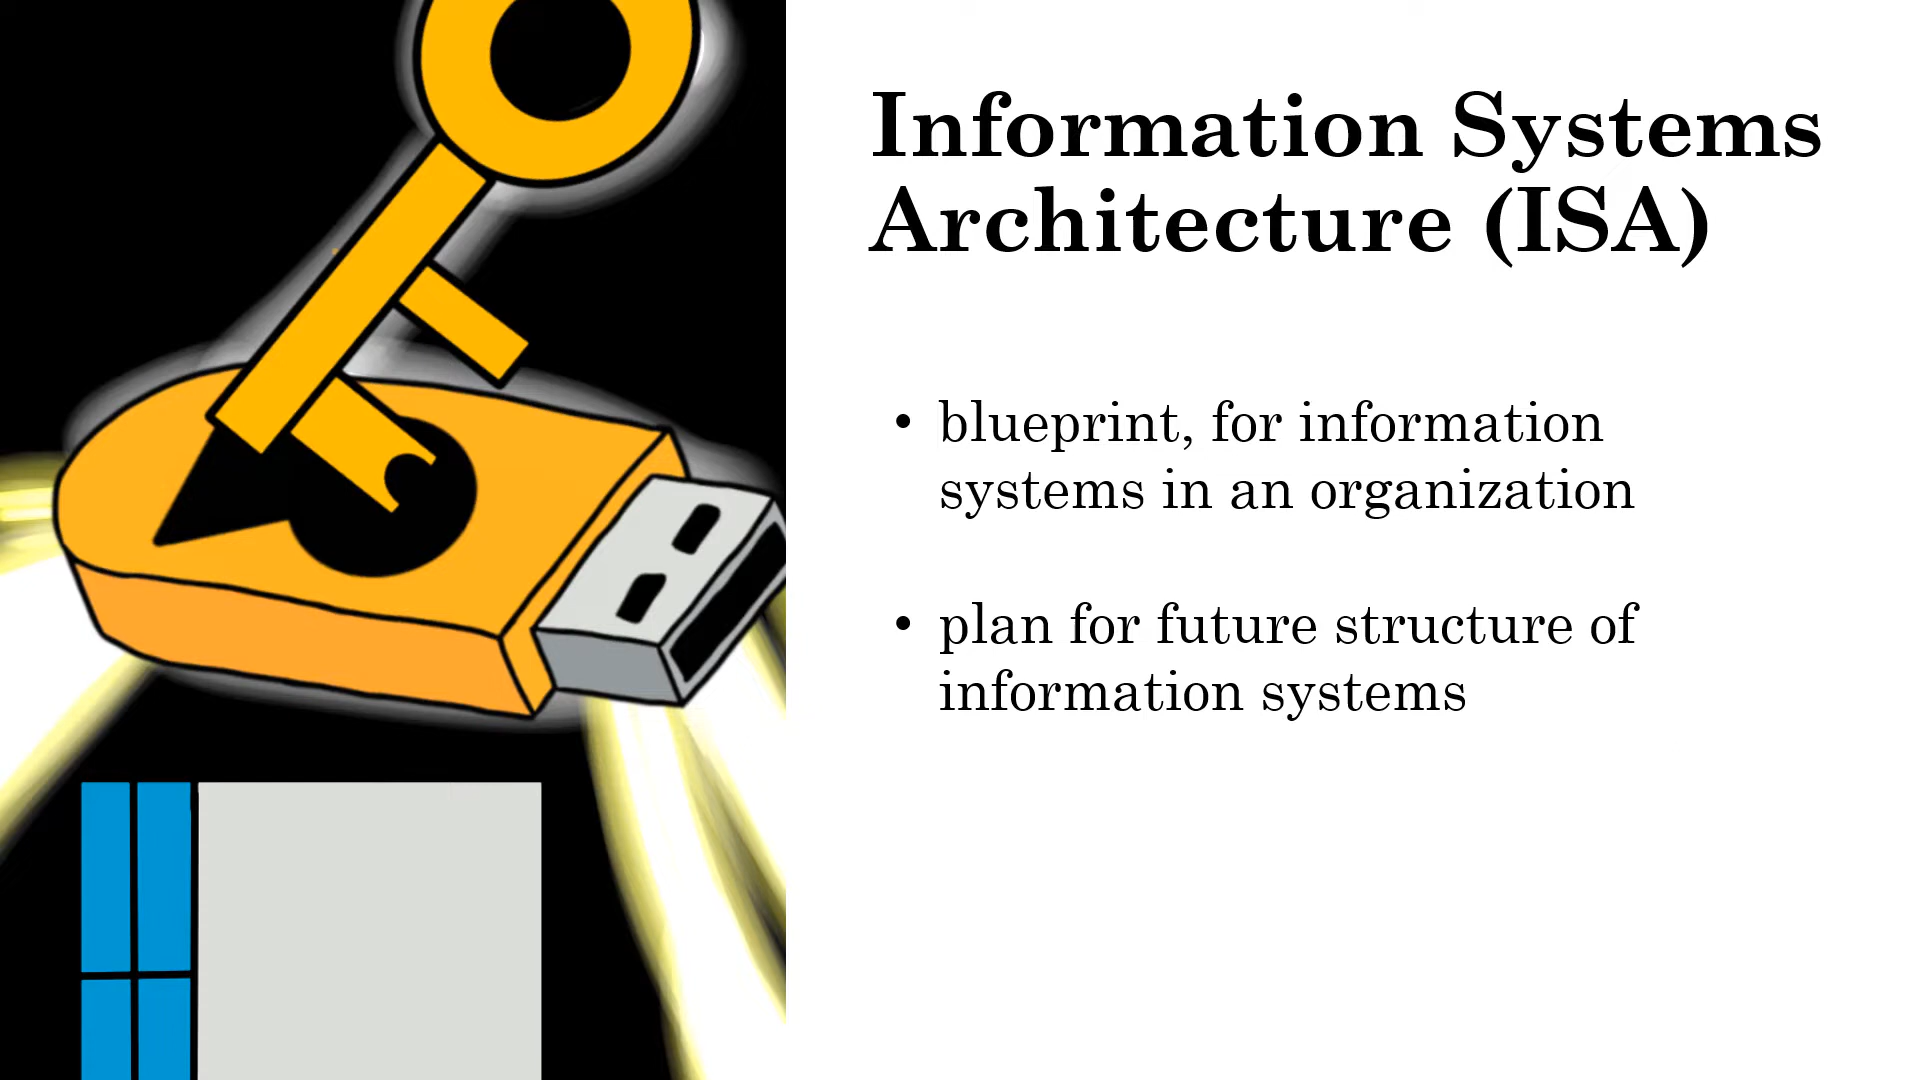 Information Systems
Architecture (ISA)
• blueprint, for information
systems in an organization
• plan for future structure of
information systems